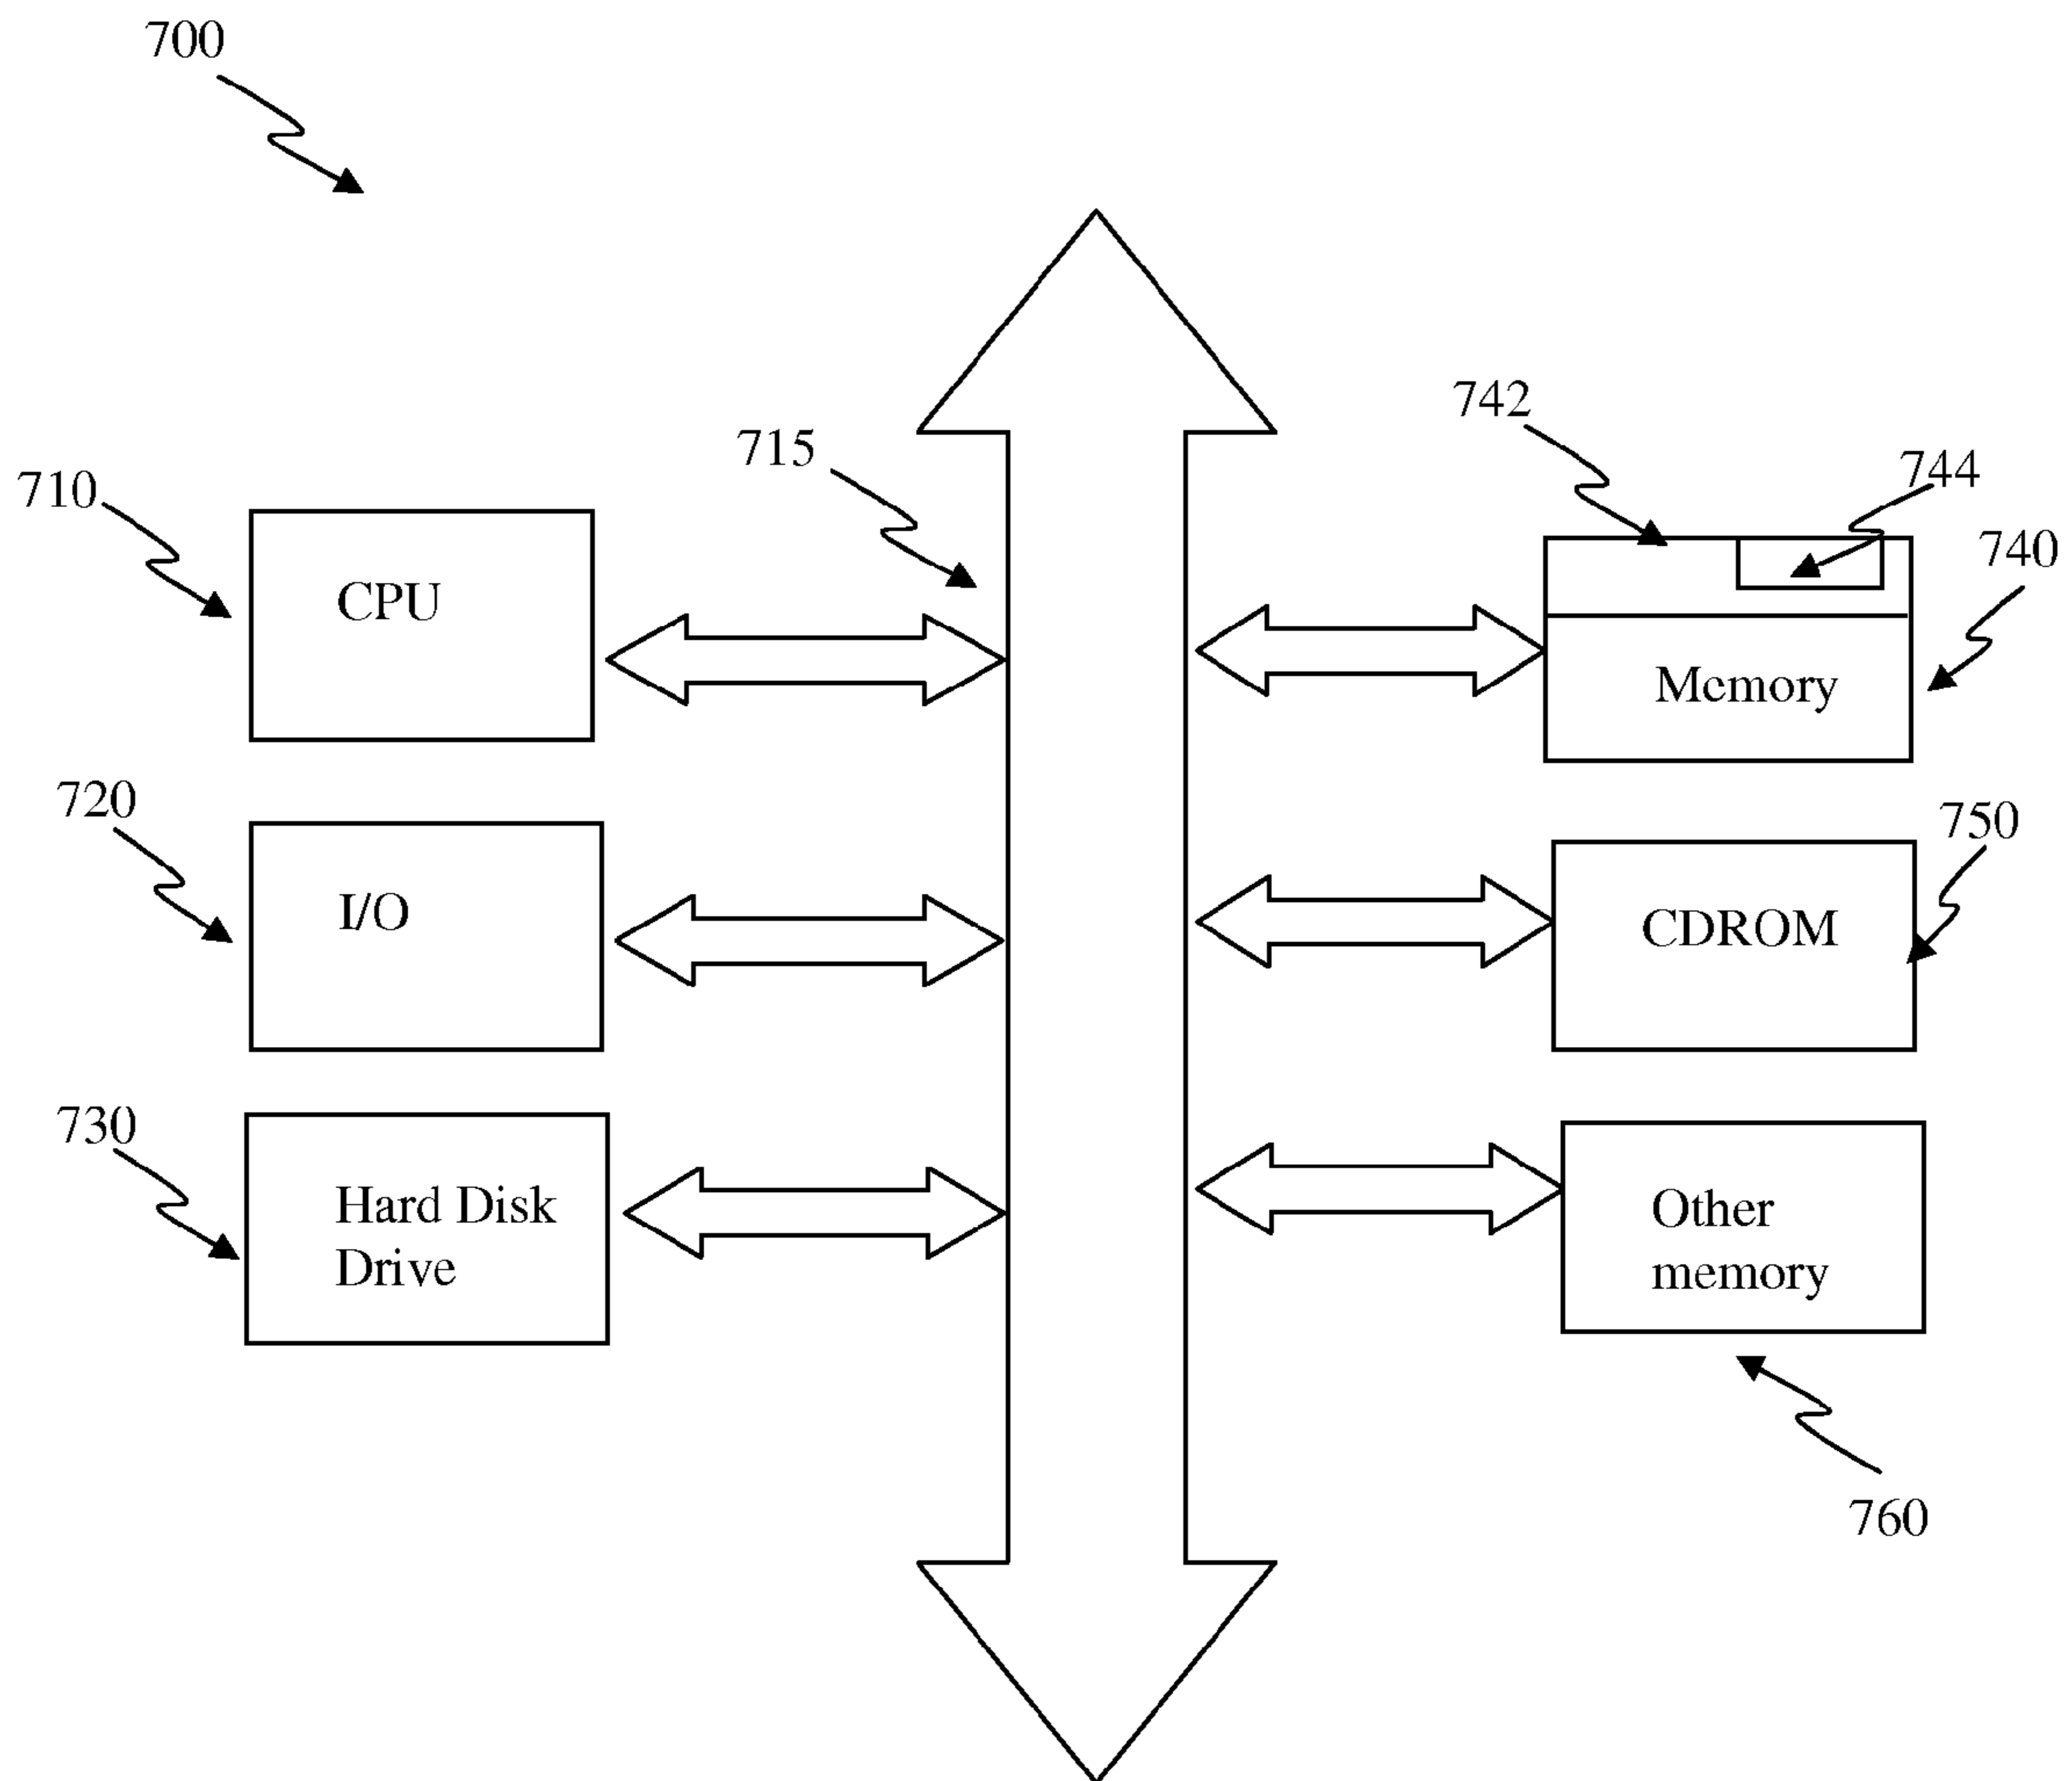 700
742
715
744
710
740
CPU
Memory
720
750
I/O
CDROM
730
Hard Disk
Drive
Other
memory
760